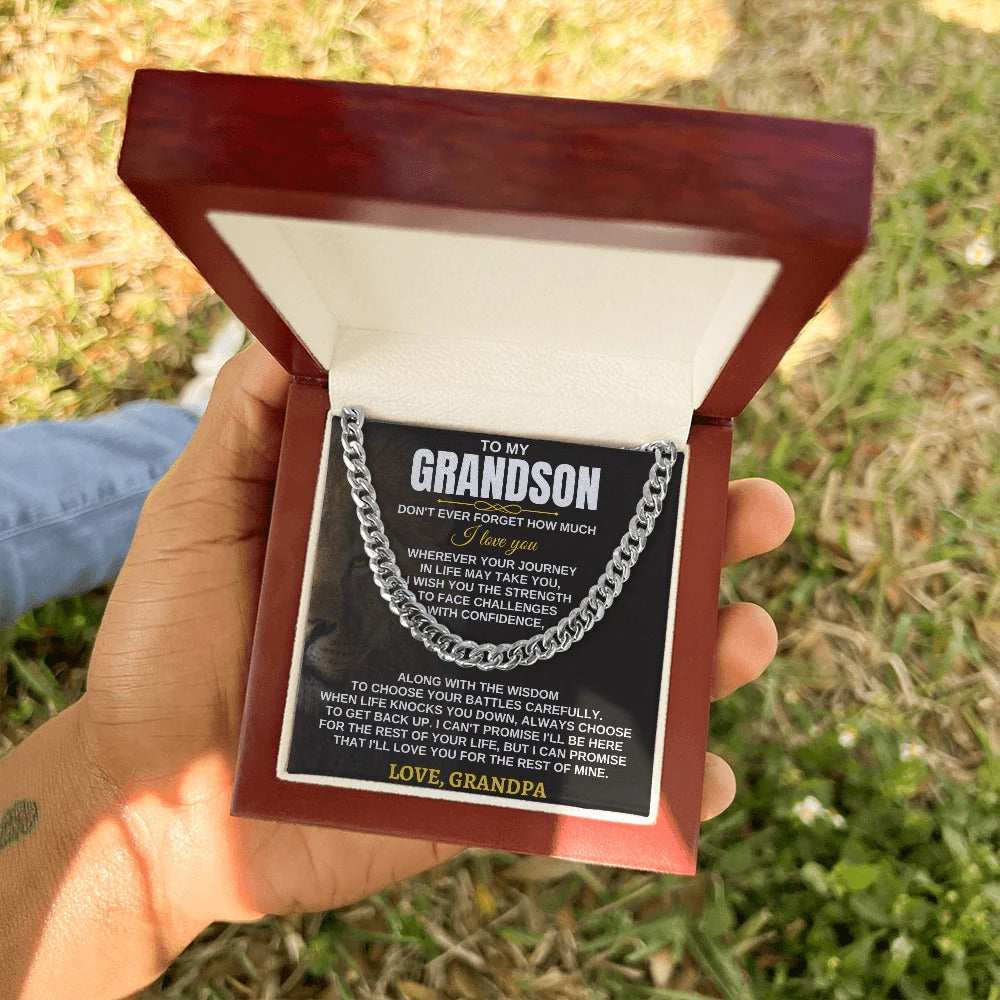 TO MY
GRANDSON
DON'T EVER FORGET HOW MUCH
I love you
WHEREVER YOUR JOURNEY
IN LIFE MAY TAKE YOU,
I WISH YOU THE STRENGTH
TO FACE CHALLENGES
WITH CONFIDENCE,
ALONG WITH THE WISDOM
TO CHOOSE YOUR BATTLES CAREFULLY.
WHEN LIFE KNOCKS YOU DOWN, ALWAYS CHOOSE
TO GET BACK UP. I CAN'T PROMISE I'LL BE HERE
FOR THE REST OF YOUR LIFE, BUT I CAN PROMISE
THAT I'LL LOVE YOU FOR THE REST OF MINE.
LOVE, GRANDPA